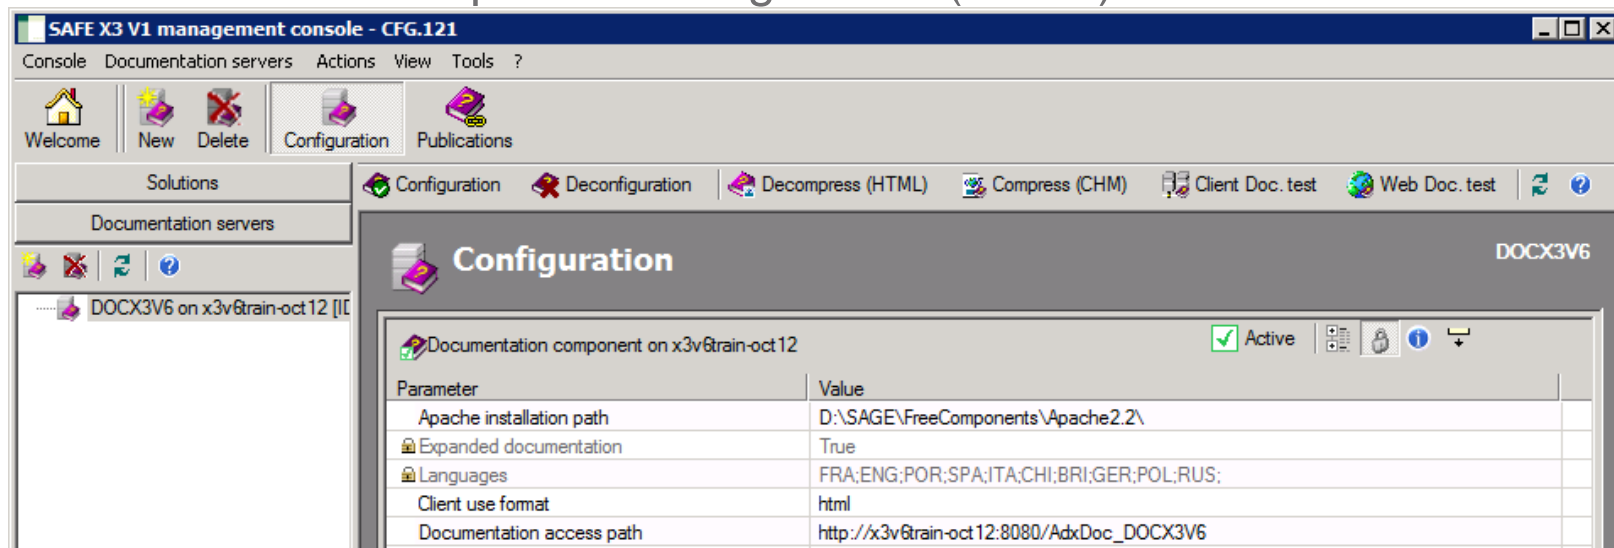 SAFE X3 V1 management console - CFG.121
Console Documentation servers Actions View Tools ?
Welcome New Delete Configuration Publications
Solutions
Documentation servers
Configuration Deconfiguration Decompress (HTML) Compress (CHM) Client Doc. test Web Doc. test
Configuration
DOCX3V6
DOCX3V6 on x3v6train-oct12 [ID
Documentation component on x3v6train-oct12
Active
Parameter Value
Apache installation path D:\SAGE\FreeComponents\Apache2.2\
Expanded documentation True
Languages FRA;ENG;POR;SPA;ITA;CHI;BRI;GER;POL;RUS;
Client use format html
Documentation access path http://x3v6train-oct12:8080/AdxDoc_DOCX3V6